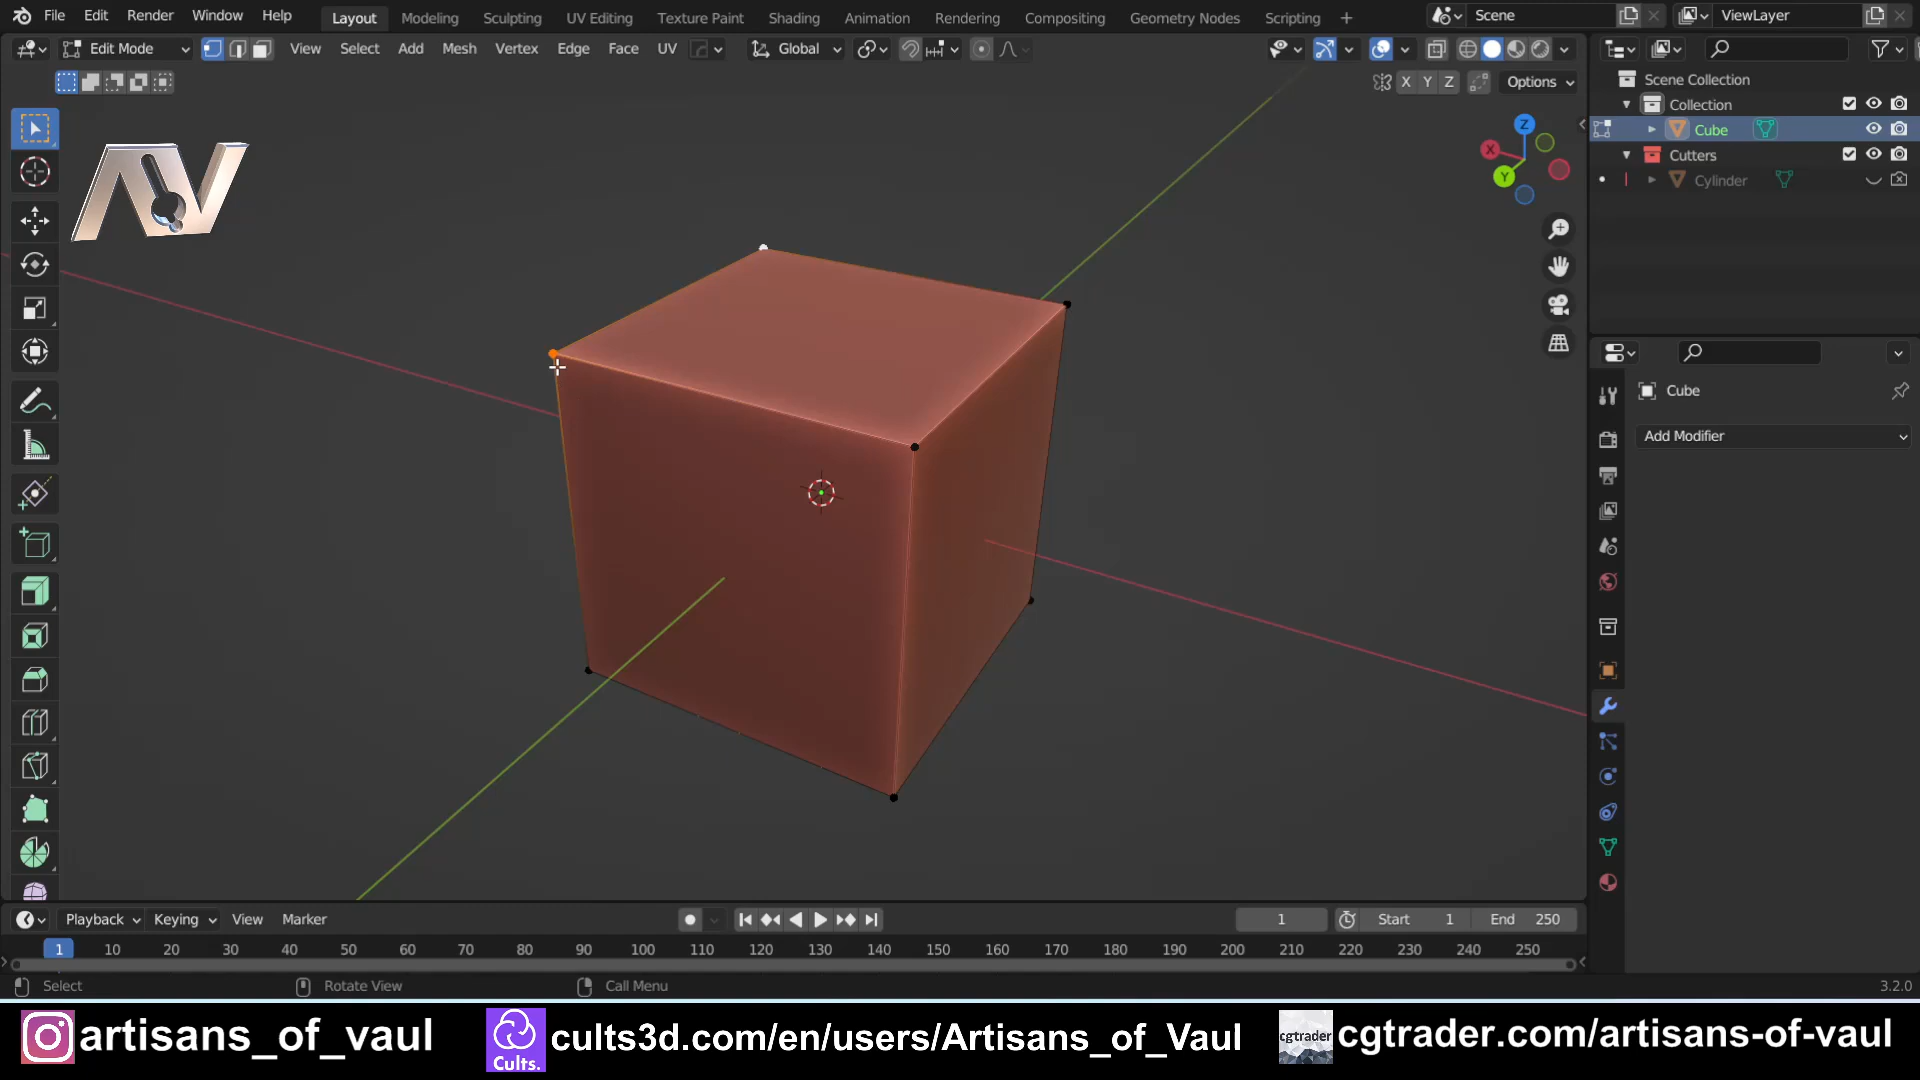 File Edit Render Window Help Layout Modeling Sculpting UV Editing Texture Paint Shading Animation Rendering Compositing Geometry Nodes Scripting + Scene ViewLayer
Edit Mode View Select Add Mesh Vertex Edge Face UV Global
X Y Z Options
Scene Collection
Collection
Cube
Cutters
Cylinder
Z
X
Y
AV
Cube
Add Modifier
Playback Keying View Marker 1 Start 1 End 250
1 10 20 30 40 50 60 70 80 90 100 110 120 130 140 150 160 170 180 190 200 210 220 230 240 250
Select Rotate View Call Menu 3.2.0
artisans_of_vaul Cults. cults3d.com/en/users/Artisans_of_Vaul cgtrader cgtrader.com/artisans-of-vaul